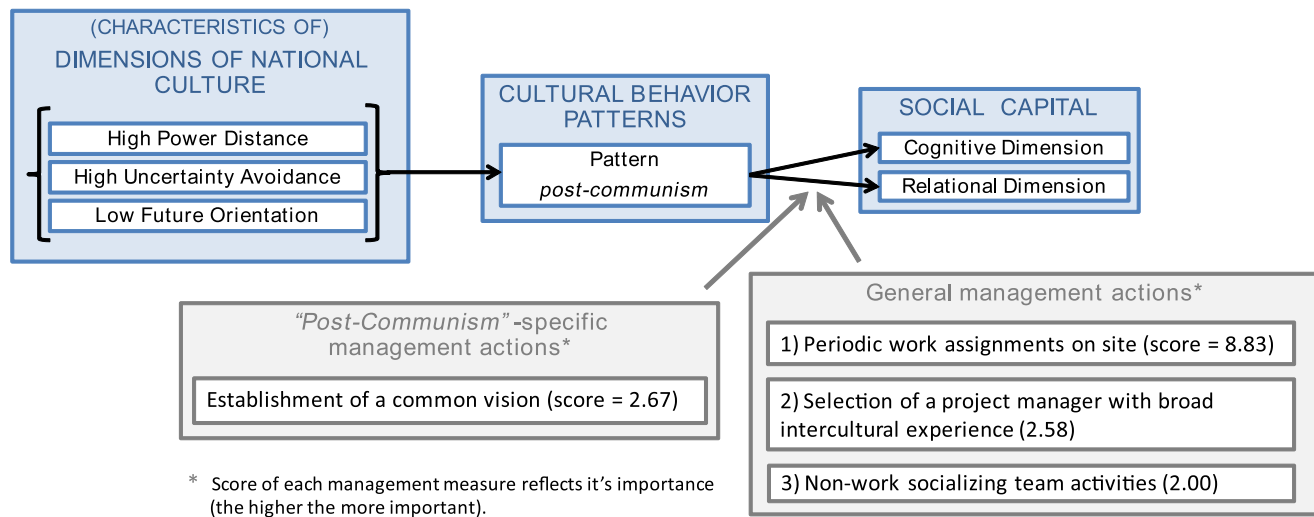 (CHARACTERISTICS OF)
DIMENSIONS OF NATIONAL
CULTURE
High Power Distance
High Uncertainty Avoidance
Low Future Orientation
CULTURAL BEHAVIOR
PATTERNS
Pattern
post-communism
SOCIAL CAPITAL
Cognitive Dimension
Relational Dimension
“Post-Communism” -specific
management actions*
Establishment of a common vision (score = 2.67)
General management actions*
1) Periodic work assignments on site (score = 8.83)
2) Selection of a project manager with broad
intercultural experience (2.58)
3) Non-work socializing team activities (2.00)
* Score of each management measure reflects it’s importance
(the higher the more important).